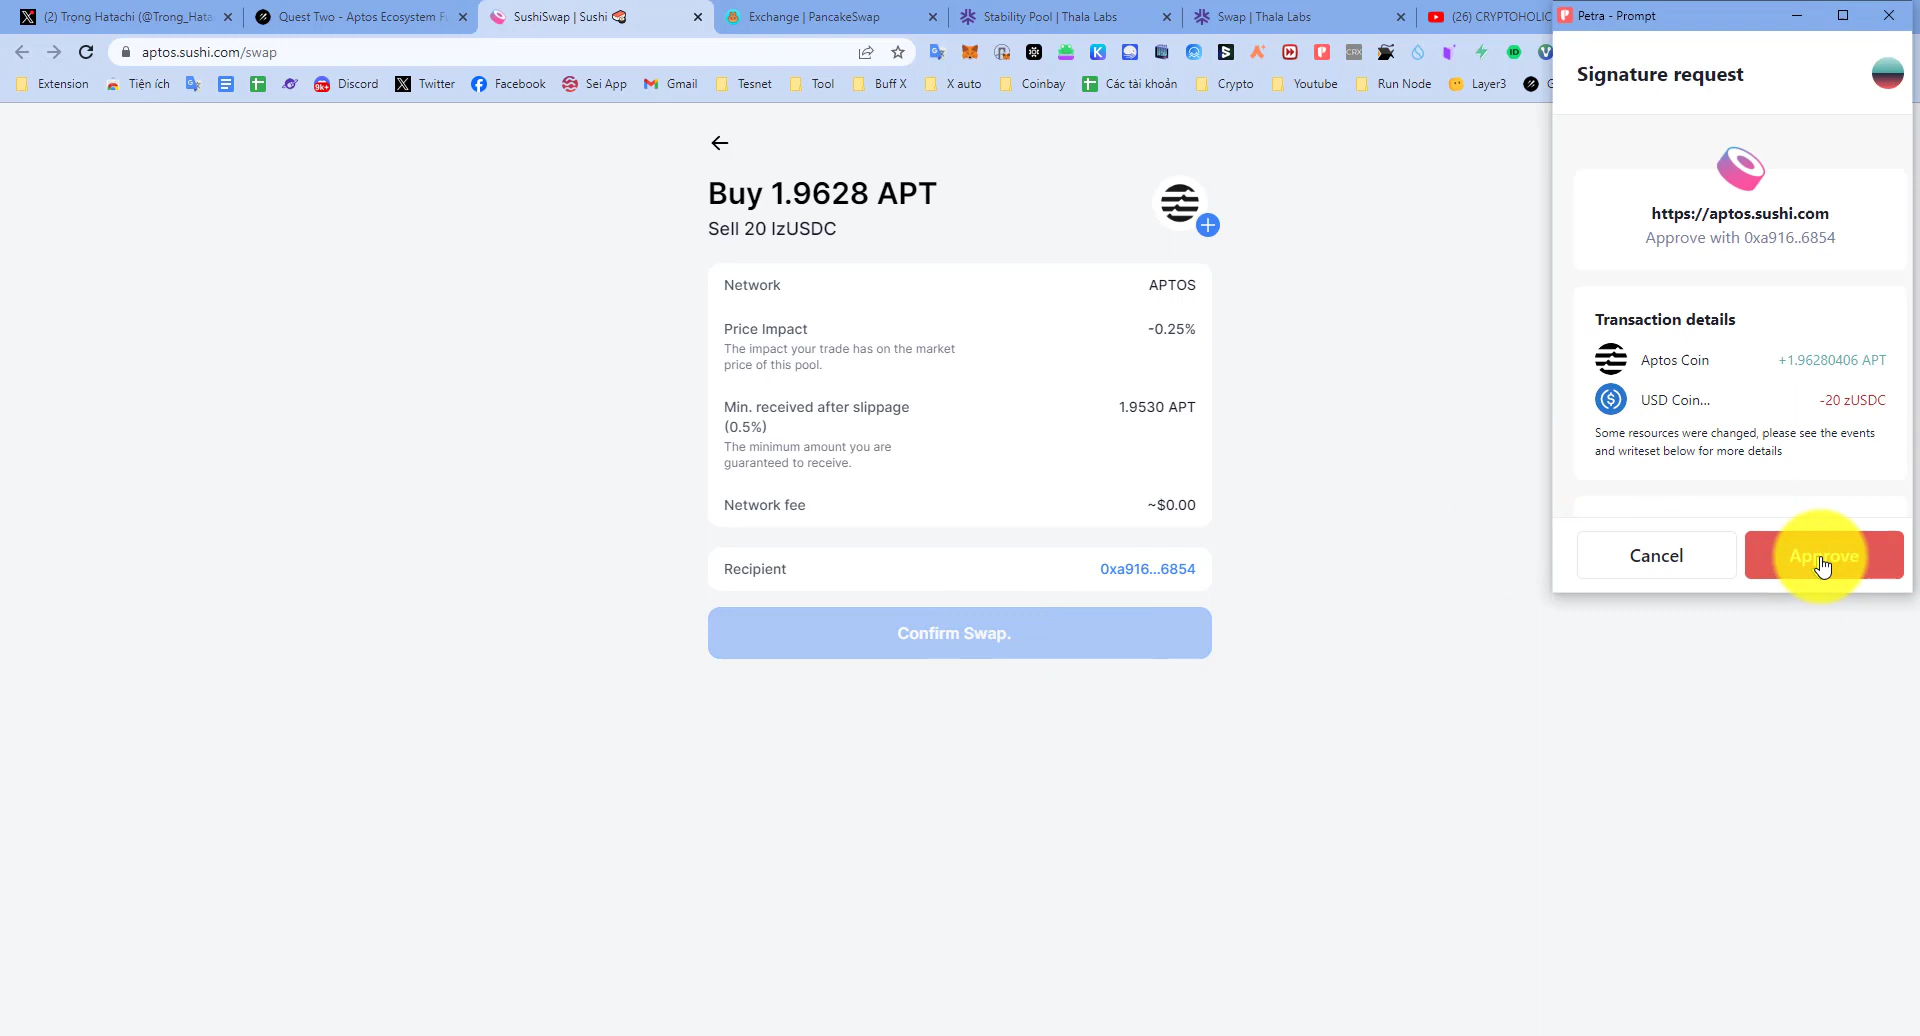 (2) Trọng Hatachi (@Trong_Hata
Quest Two - Aptos Ecosystem Fu
SushiSwap | Sushi 🍣
Exchange | PancakeSwap
Stability Pool | Thala Labs
Swap | Thala Labs
(26) CRYPTOHOLIC
Petra - Prompt
aptos.sushi.com/swap
Extension
Tiện ích
9k+
Discord
Twitter
Facebook
Sei App
Gmail
Tesnet
Tool
Buff X
X auto
Coinbay
Các tài khoản
Crypto
Youtube
Run Node
Layer3
Signature request
https://aptos.sushi.com
Approve with 0xa916..6854
Transaction details
Aptos Coin +1.96280406 APT
USD Coin... -20 zUSDC
Some resources were changed, please see the events
and writeset below for more details
Cancel
Approve
Buy 1.9628 APT
Sell 20 lzUSDC
Network APTOS
Price Impact -0.25%
The impact your trade has on the market
price of this pool.
Min. received after slippage 1.9530 APT
(0.5%)
The minimum amount you are
guaranteed to receive.
Network fee ~$0.00
Recipient 0xa916...6854
Confirm Swap.